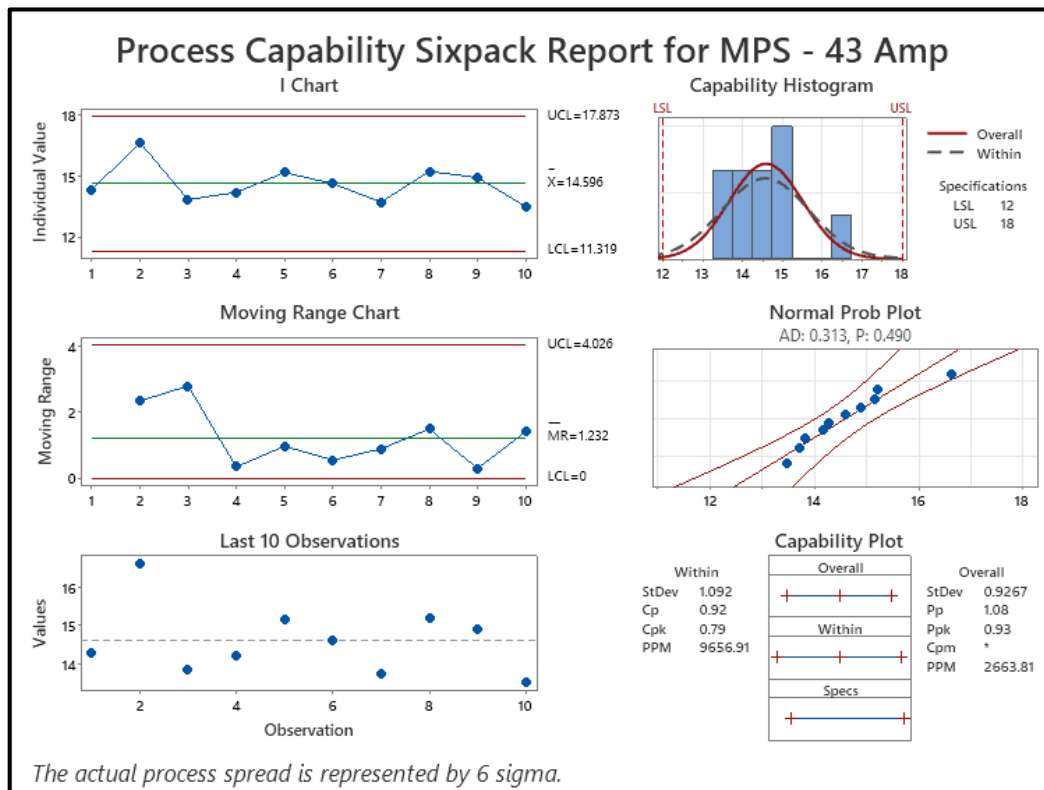 Process Capability Sixpack Report for MPS - 43 Amp
I Chart
Individual Value
18
15
12
UCL=17.873
X̄=14.596
LCL=11.319
1 2 3 4 5 6 7 8 9 10
Capability Histogram
LSL USL
12 13 14 15 16 17 18
Overall
Within
Specifications
LSL 12
USL 18
Moving Range Chart
Moving Range
4
2
0
UCL=4.026
M̅R̅=1.232
LCL=0
1 2 3 4 5 6 7 8 9 10
Normal Prob Plot
AD: 0.313, P: 0.490
12 14 16 18
Last 10 Observations
Values
16
15
14
2 4 6 8 10
Observation
Capability Plot
Within
StDev 1.092
Cp 0.92
Cpk 0.79
PPM 9656.91
Overall
Within
Specs
Overall
StDev 0.9267
Pp 1.08
Ppk 0.93
Cpm *
PPM 2663.81
The actual process spread is represented by 6 sigma.